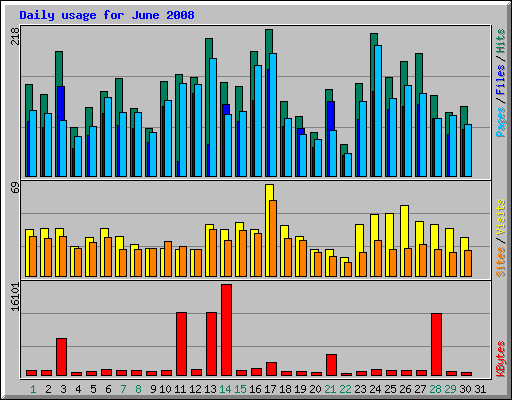 Daily usage for June 2008
218
Pages / Files / Hits
69
Sites / Visits
16101
KBytes
1 2 3 4 5 6 7 8 9 10 11 12 13 14 15 16 17 18 19 20 21 22 23 24 25 26 27 28 29 30 31